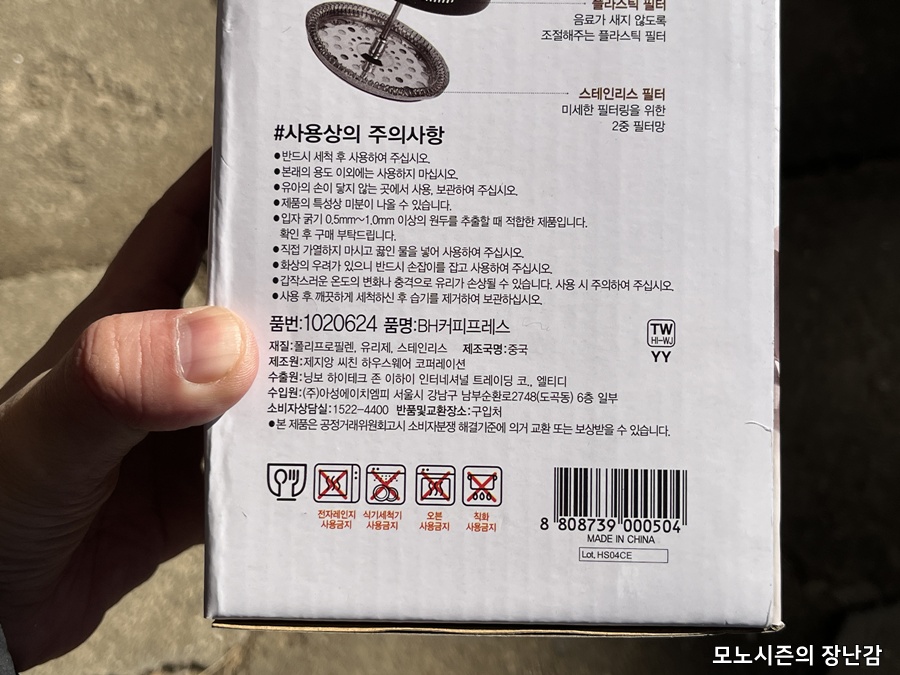 플라스틱 필터
음료가 새지 않도록
조절해주는 플라스틱 필터
스테인리스 필터
미세한 필터링을 위한
2중 필터망
#사용상의 주의사항
●반드시 세척 후 사용하여 주십시오.
●본래의 용도 이외에는 사용하지 마십시오.
●유아의 손이 닿지 않는 곳에서 사용, 보관하여 주십시오.
●제품의 특성상 미분이 나올 수 있습니다.
●입자 굵기 0.5mm~1.0mm 이상의 원두를 추출할 때 적합한 제품입니다.
확인 후 구매 부탁드립니다.
●직접 가열하지 마시고 끓인 물을 넣어 사용하여 주십시오.
●화상의 우려가 있으니 반드시 손잡이를 잡고 사용하여 주십시오.
●갑작스러운 온도의 변화나 충격으로 유리가 손상될 수 있습니다. 사용 시 주의하여 주십시오.
●사용 후 깨끗하게 세척하신 후 습기를 제거하여 보관하십시오.
품번:1020624 품명:BH커피프레스
재질:폴리프로필렌, 유리제, 스테인리스 제조국명:중국
제조원:제지앙 씨친 하우스웨어 코퍼레이션
수출원:닝보 하이테크 존 이하이 인터네셔널 트레이딩 코., 엘티디
수입원:(주)아성에이치엠피 서울시 강남구 남부순환로2748(도곡동) 6층 일부
소비자상담실:1522-4400 반품및교환장소:구입처
●본 제품은 공정거래위원회고시 소비자분쟁 해결기준에 의거 교환 또는 보상받을 수 있습니다.
TW
HI-WJ
YY
전자레인지
사용금지
식기세척기
사용금지
오븐
사용금지
직화
사용금지
8 808739 000504
MADE IN CHINA
Lot. HS04CE
모노시즌의 장난감